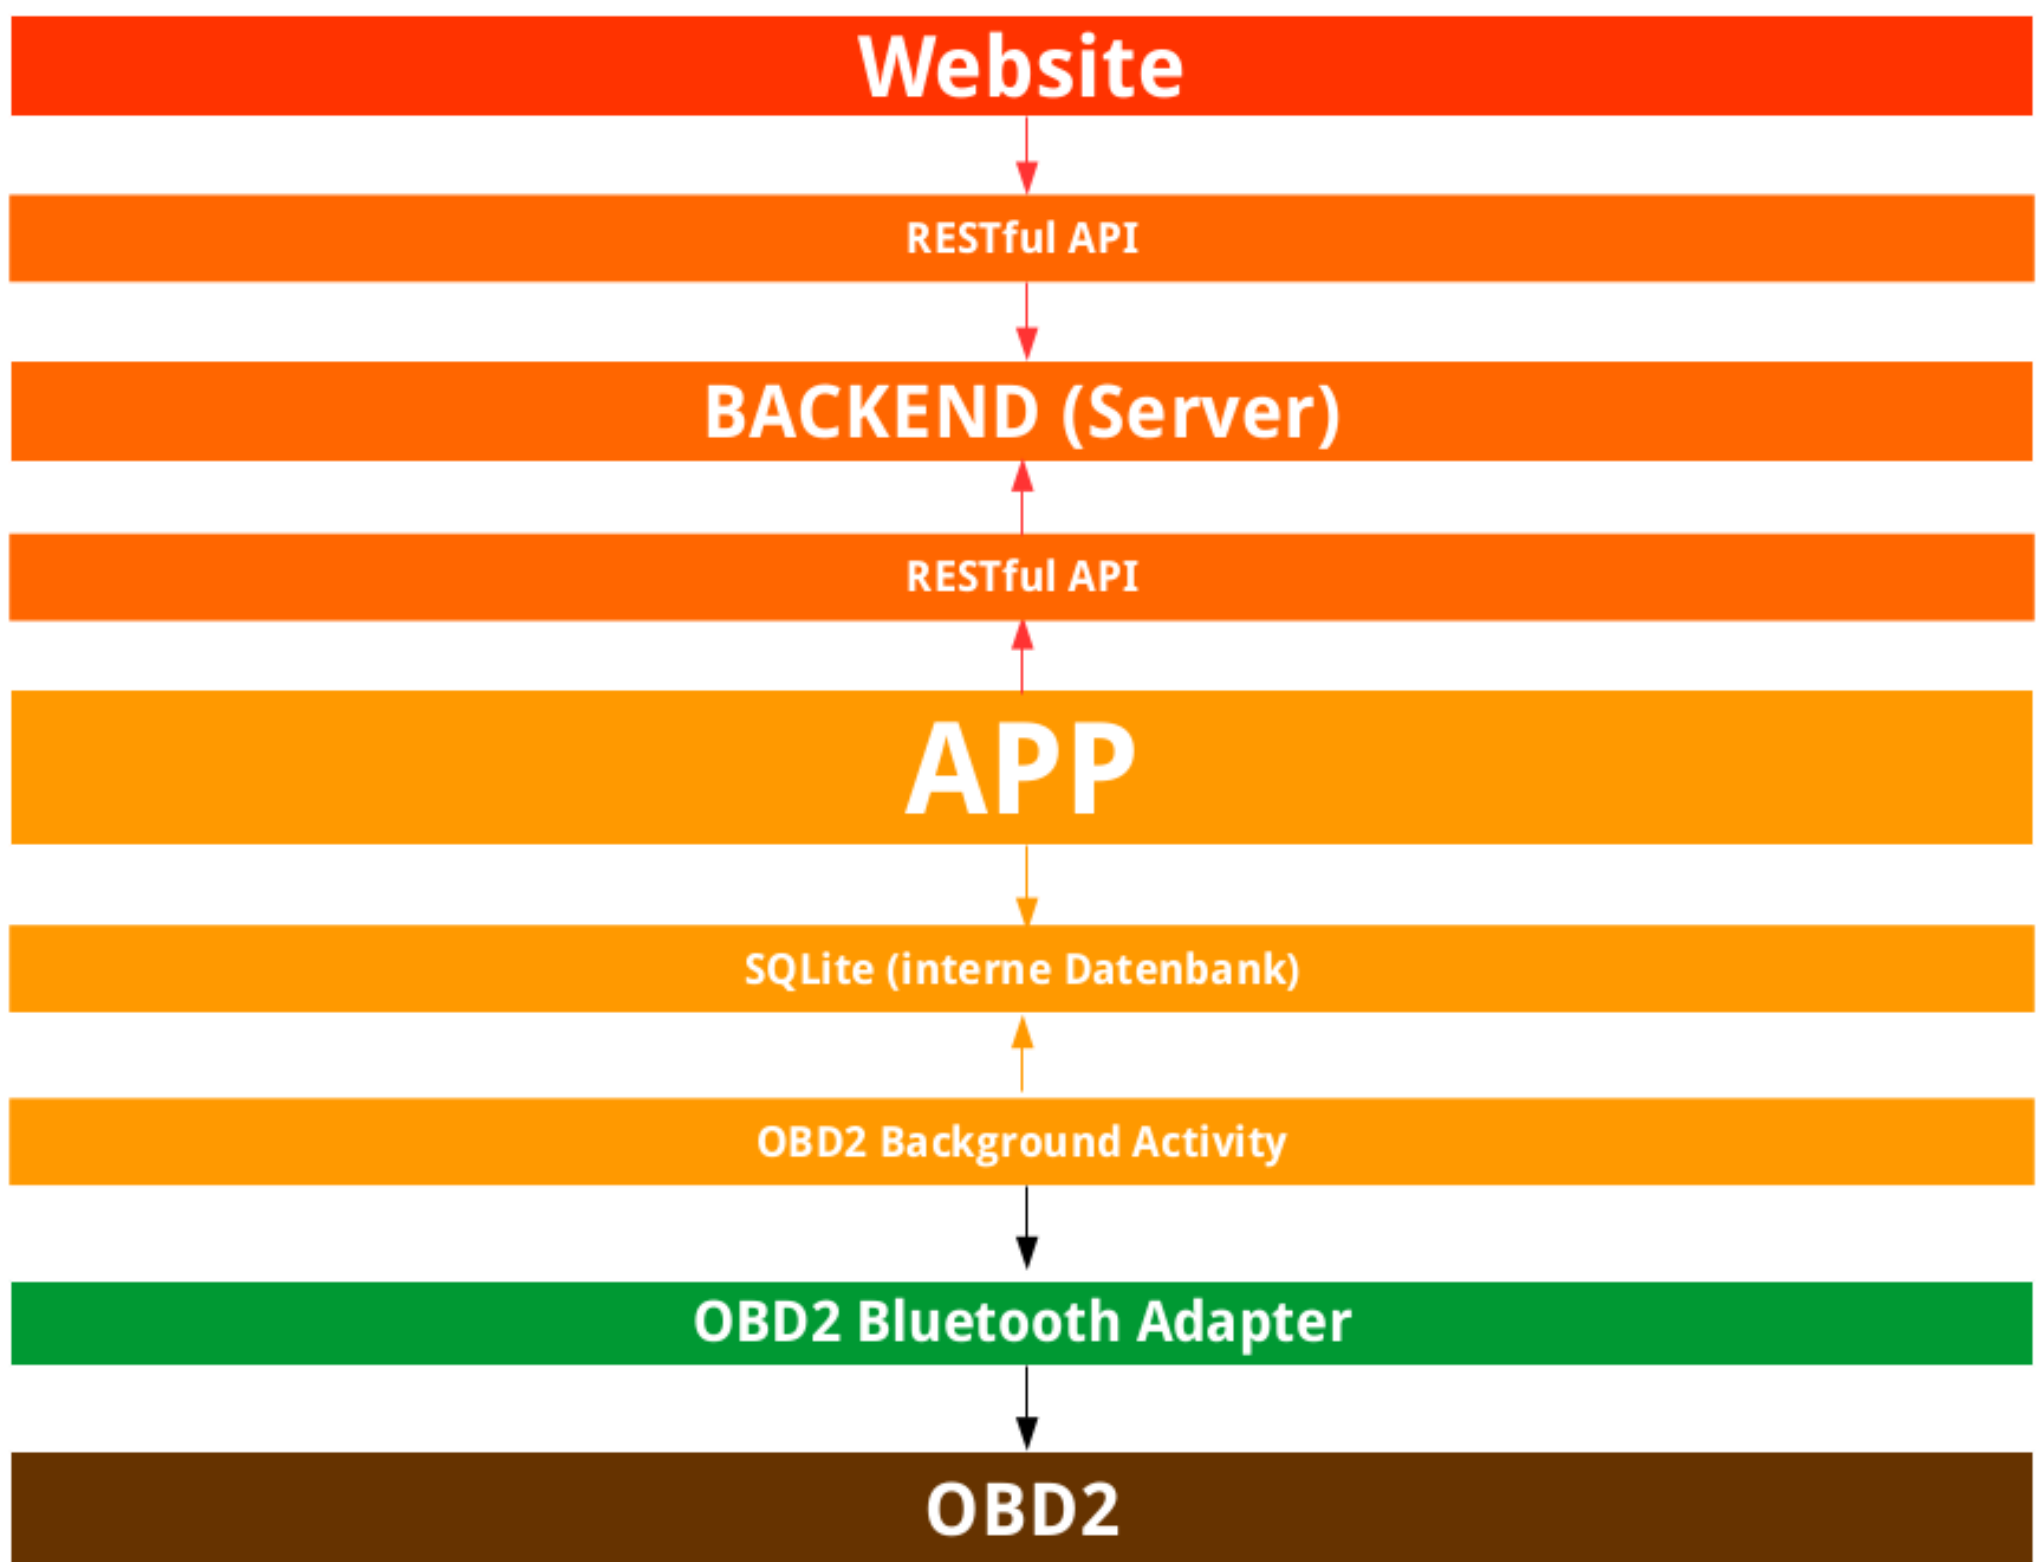 Website
RESTful API
BACKEND (Server)
RESTful API
APP
SQLite (interne Datenbank)
OBD2 Background Activity
OBD2 Bluetooth Adapter
OBD2